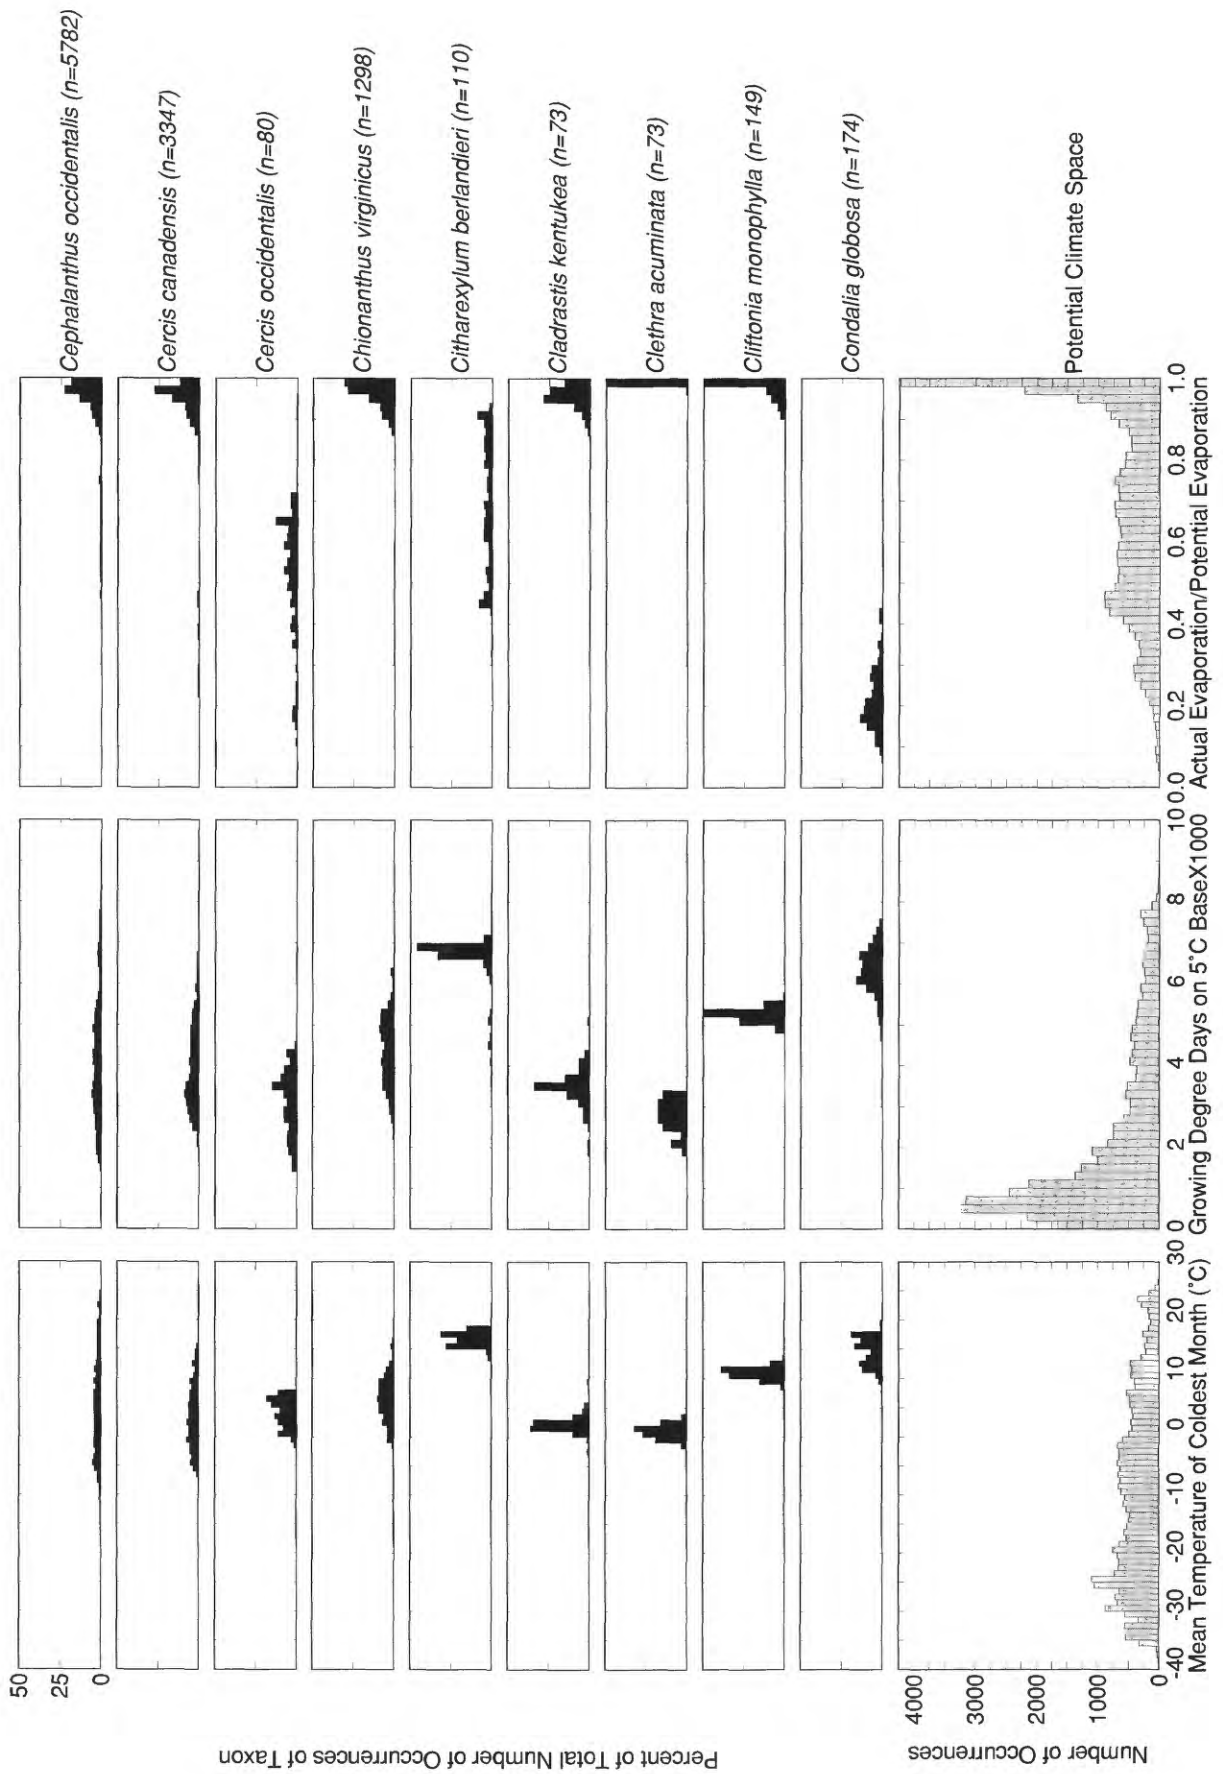 50
25
0
Percent of Total Number of Occurrences of Taxon
Cephalanthus occidentalis (n=5782)
Cercis canadensis (n=3347)
Cercis occidentalis (n=80)
Chionanthus virginicus (n=1298)
Citharexylum berlandieri (n=110)
Cladrastis kentukea (n=73)
Clethra acuminata (n=73)
Cliftonia monophylla (n=149)
Condalia globosa (n=174)
Potential Climate Space
4000
3000
2000
1000
0
Number of Occurrences
-40 -30 -20 -10 0 10 20 30
Mean Temperature of Coldest Month (°C)
0 2 4 6 8 10
Growing Degree Days on 5°C BaseX1000
0.0 0.2 0.4 0.6 0.8 1.0
Actual Evaporation/Potential Evaporation